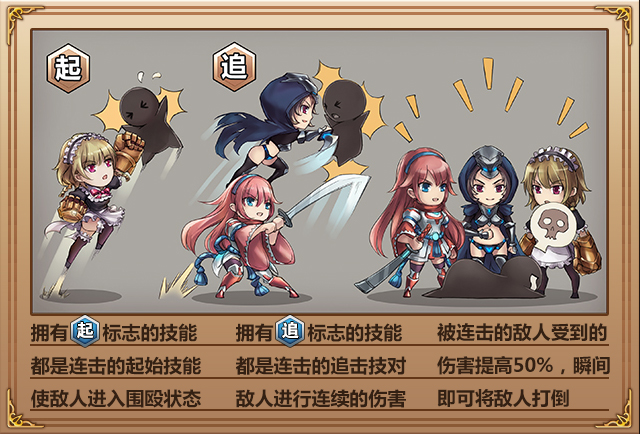 起
追
拥有起标志的技能
都是连击的起始技能
使敌人进入围殴状态
拥有追标志的技能
都是连击的追击技对
敌人进行连续的伤害
被连击的敌人受到的
伤害提高50%，瞬间
即可将敌人打倒